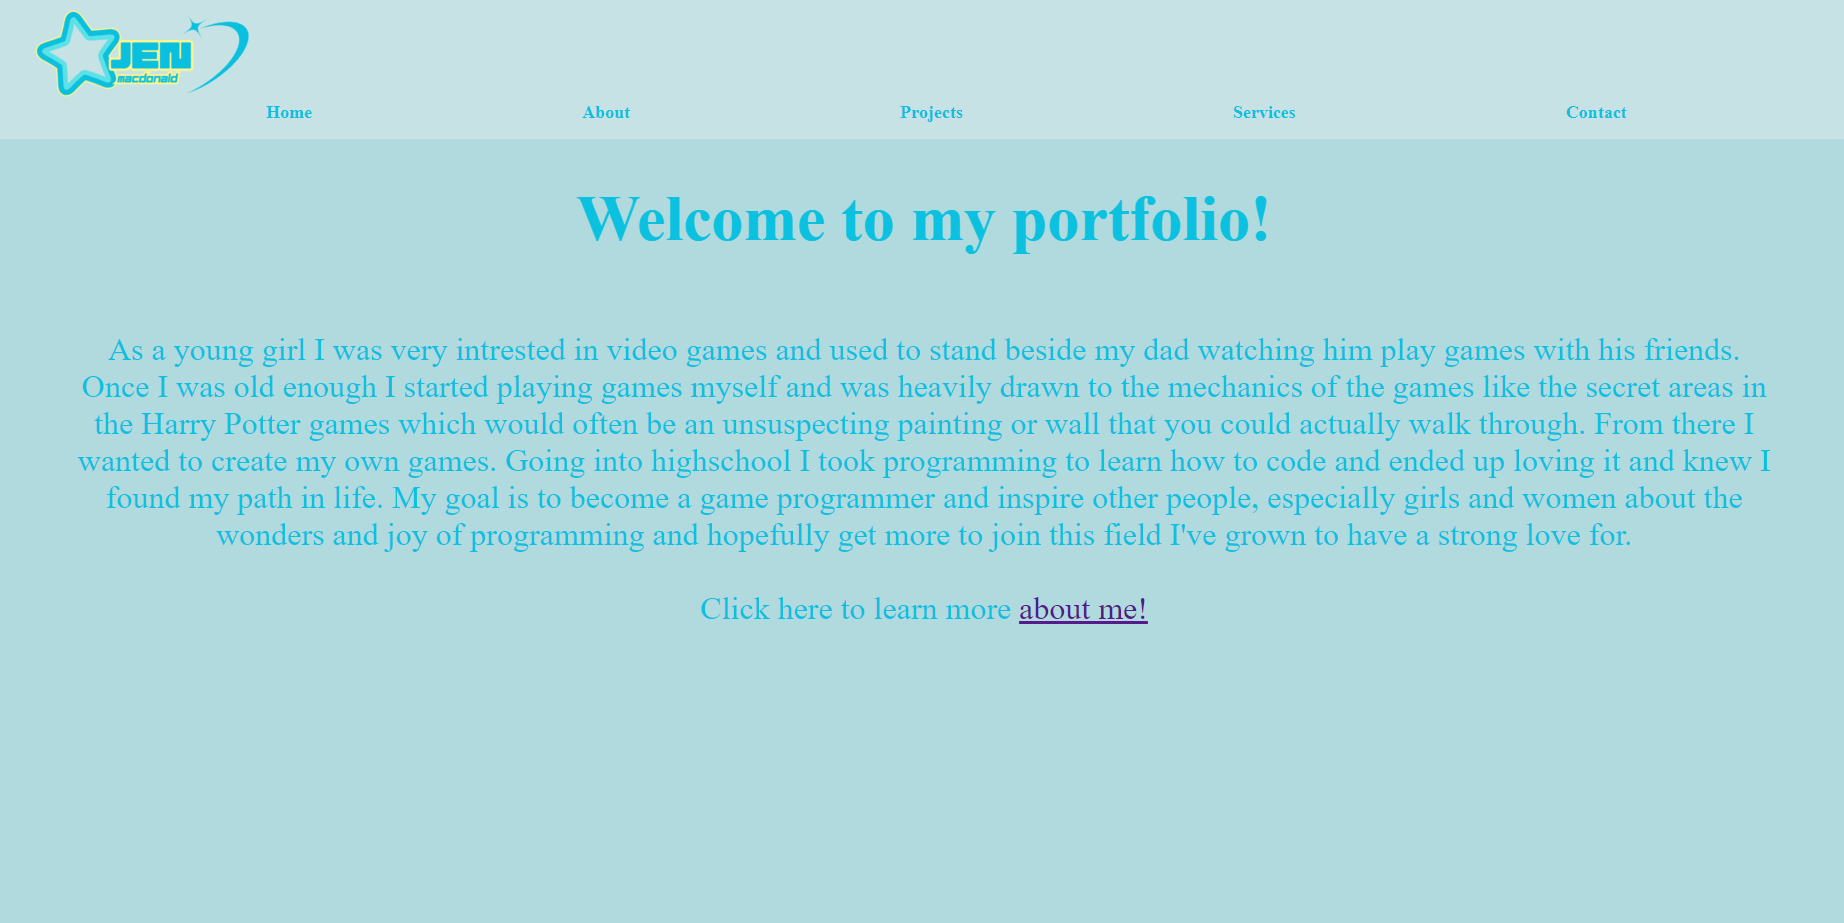 JEN
macdonald
Home About Projects Services Contact
Welcome to my portfolio!
As a young girl I was very intrested in video games and used to stand beside my dad watching him play games with his friends.
Once I was old enough I started playing games myself and was heavily drawn to the mechanics of the games like the secret areas in
the Harry Potter games which would often be an unsuspecting painting or wall that you could actually walk through. From there I
wanted to create my own games. Going into highschool I took programming to learn how to code and ended up loving it and knew I
found my path in life. My goal is to become a game programmer and inspire other people, especially girls and women about the
wonders and joy of programming and hopefully get more to join this field I've grown to have a strong love for.
Click here to learn more about me!